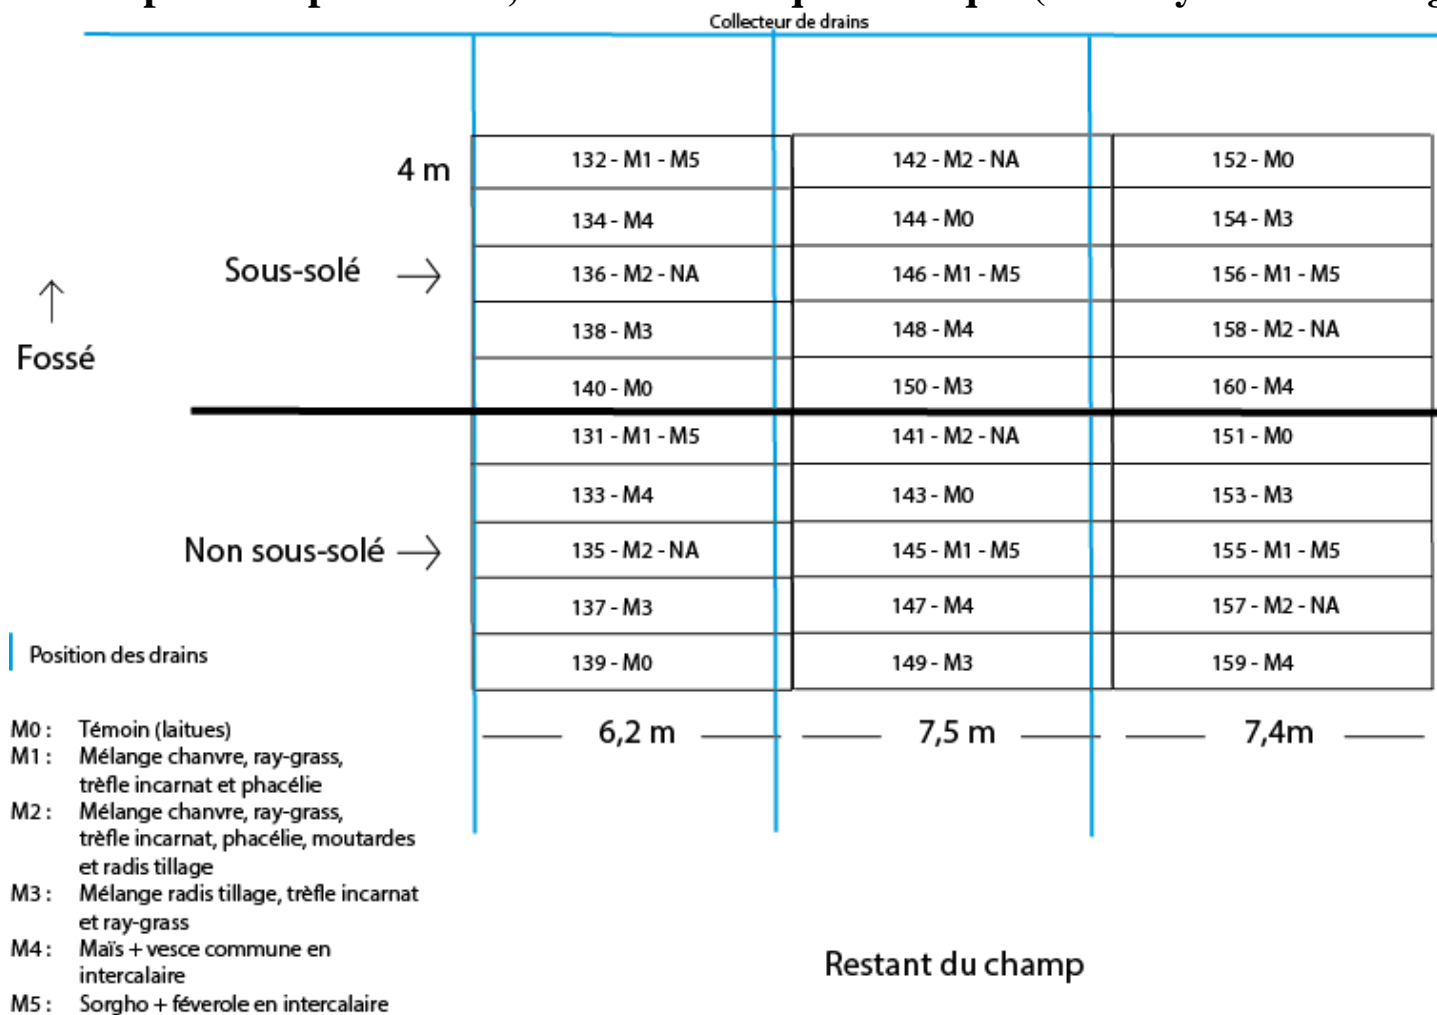 Collecteur de drains
4 m
132 - M1 - M5
142 - M2 - NA
152 - M0
134 - M4
144 - M0
154 - M3
Sous-solé
136 - M2 - NA
146 - M1 - M5
156 - M1 - M5
138 - M3
148 - M4
158 - M2 - NA
Fossé
140 - M0
150 - M3
160 - M4
131 - M1 - M5
141 - M2 - NA
151 - M0
133 - M4
143 - M0
153 - M3
Non sous-solé
135 - M2 - NA
145 - M1 - M5
155 - M1 - M5
137 - M3
147 - M4
157 - M2 - NA
Position des drains
139 - M0
149 - M3
159 - M4
6,2 m
7,5 m
7,4m
M0 : Témoin (laitues)
M1 : Mélange chanvre, ray-grass,
trèfle incarnat et phacélie
M2 : Mélange chanvre, ray-grass,
trèfle incarnat, phacélie, moutardes
et radis tillage
M3 : Mélange radis tillage, trèfle incarnat
et ray-grass
M4 : Maïs + vesce commune en
intercalaire
M5 : Sorgho + féverole en intercalaire
Restant du champ